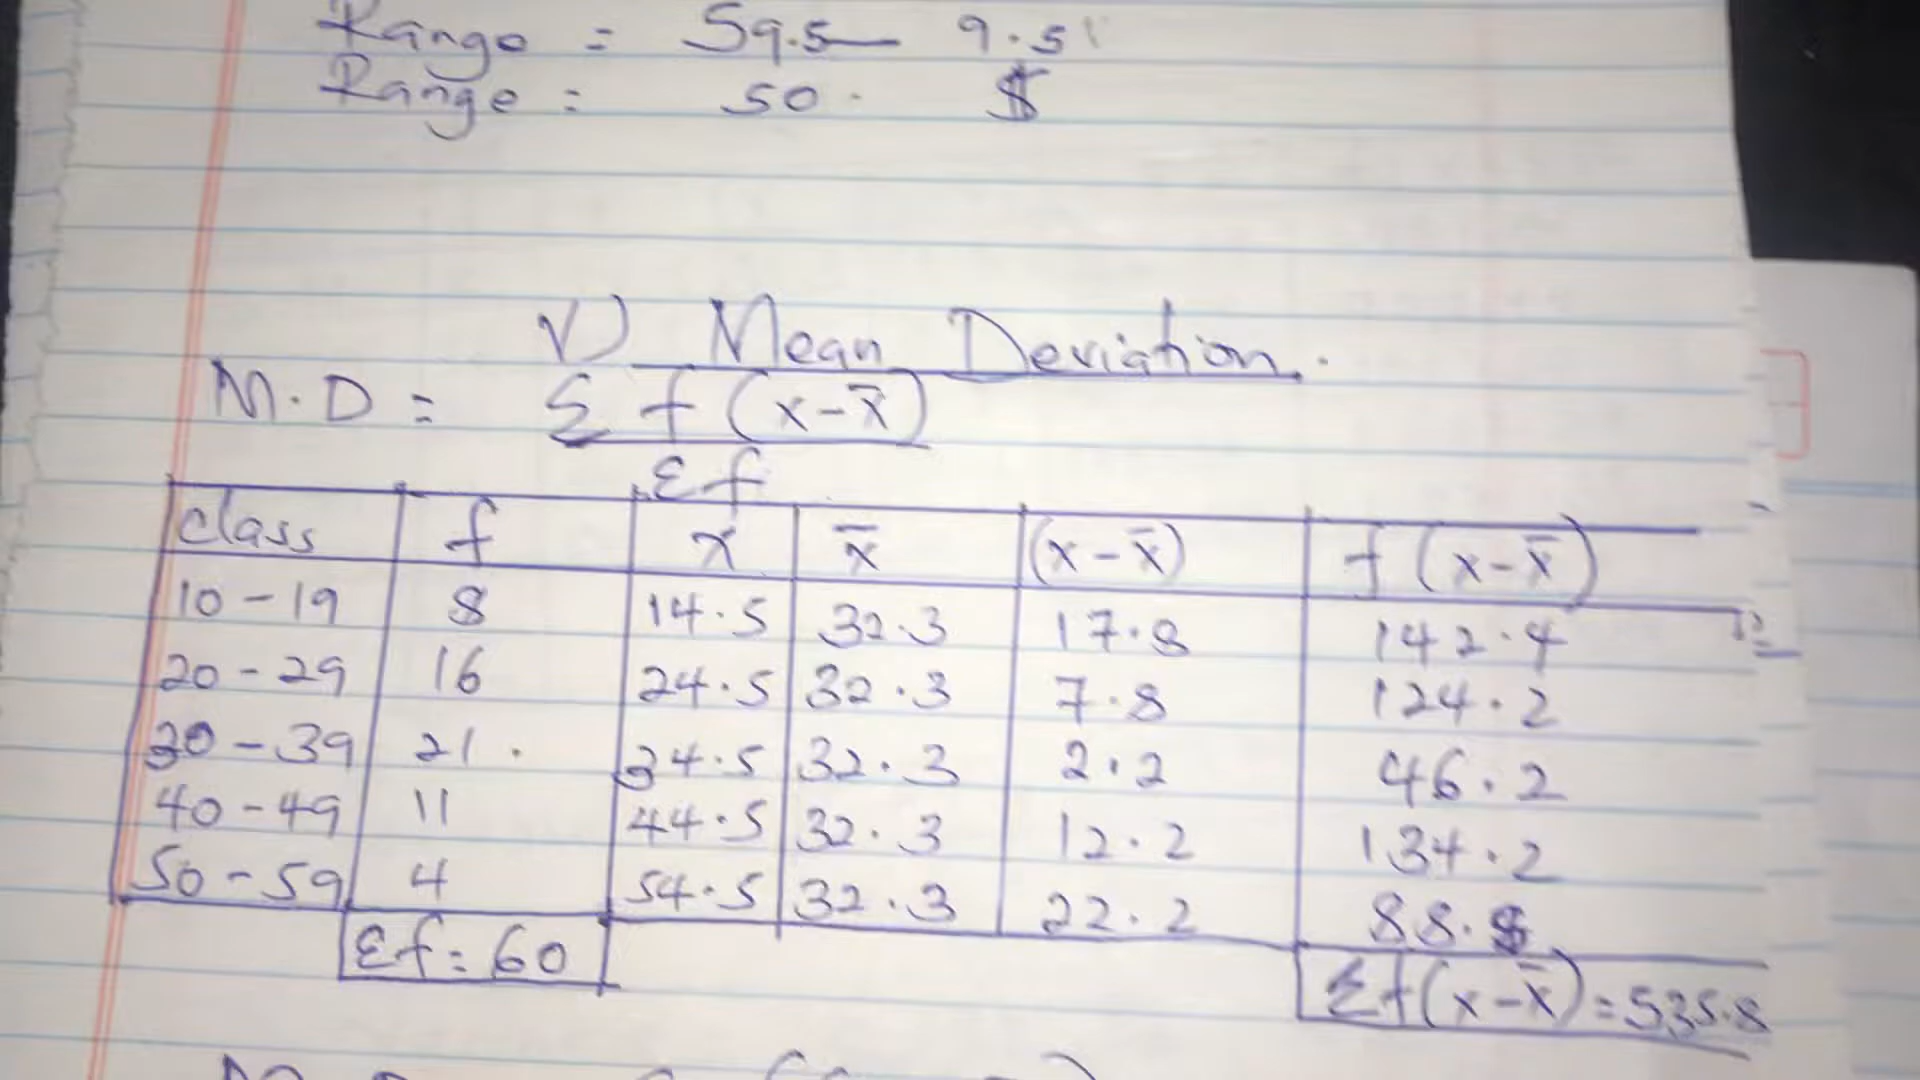 Range = 59.5 - 9.5
Range = 50.
V) Mean Deviation.
M.D = Σf(x-x̄)
Σf
class f x x̄ (x-x̄) f(x-x̄)
10-19 8 14.5 32.3 17.8 142.4
20-29 16 24.5 32.3 7.8 124.2
30-39 21. 34.5 32.3 2.2 46.2
40-49 11 44.5 32.3 12.2 134.2
50-59 4 54.5 32.3 22.2 88.8
Σf = 60
Σf(x-x̄) = 535.8